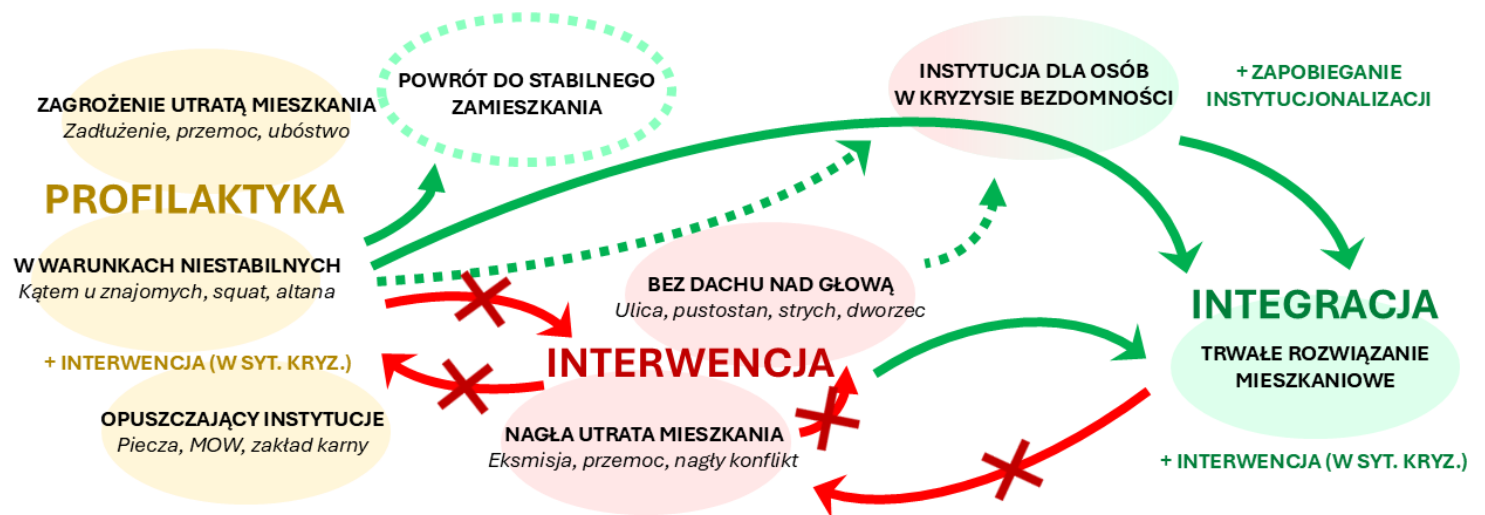 ZAGROŻENIE UTRATĄ MIESZKANIA
Zadłużenie, przemoc, ubóstwo
POWRÓT DO STABILNEGO
ZAMIESZKANIA
INSTYTUCJA DLA OSÓB
W KRYZYSIE BEZDOMNOŚCI
+ ZAPOBIEGANIE
INSTYTUCJONALIZACJI
PROFILAKTYKA
W WARUNKACH NIESTABILNYCH
Kątem u znajomych, squat, altana
+ INTERWENCJA (W SYT. KRYZ.)
OPUSZCZAJĄCY INSTYTUCJE
Piecza, MOW, zakład karny
BEZ DACHU NAD GŁOWĄ
Ulica, pustostan, strych, dworzec
INTERWENCJA
NAGŁA UTRATA MIESZKANIA
Eksmisja, przemoc, nagły konflikt
INTEGRACJA
TRWAŁE ROZWIĄZANIE
MIESZKANIOWE
+ INTERWENCJA (W SYT. KRYZ.)